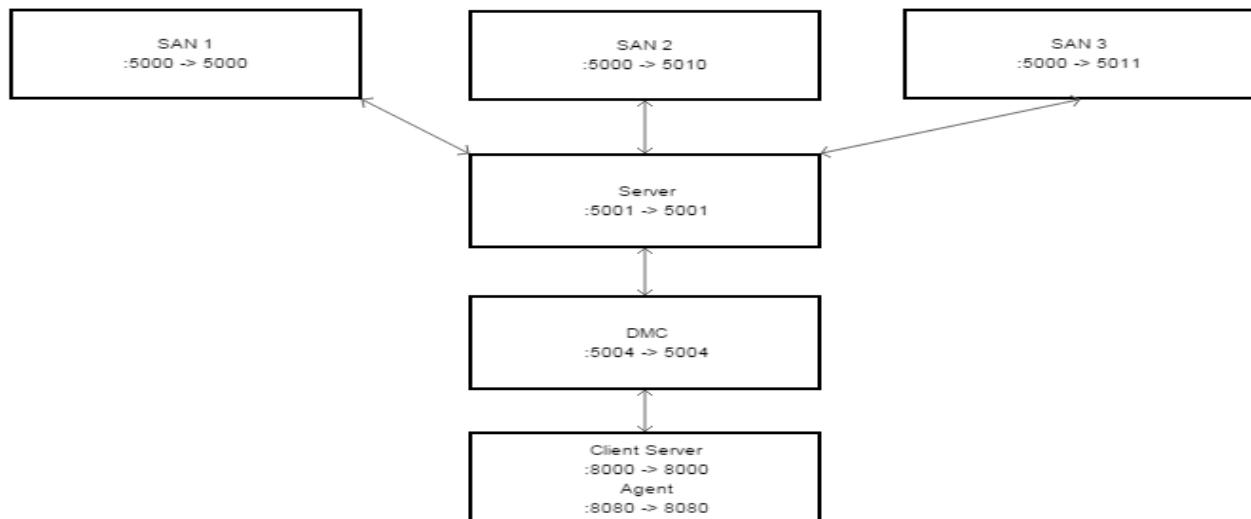 SAN 1
:5000 -> 5000
SAN 2
:5000 -> 5010
SAN 3
:5000 -> 5011
Server
:5001 -> 5001
DMC
:5004 -> 5004
Client Server
:8000 -> 8000
Agent
:8080 -> 8080